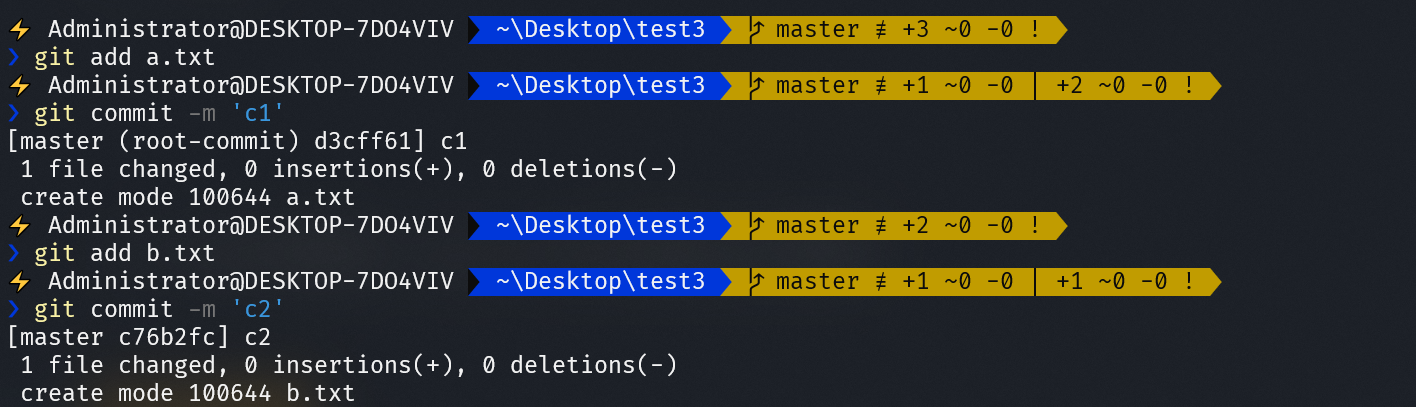 ⚡ Administrator@DESKTOP-7DO4VIV ~\Desktop\test3 master ≢ +3 ~0 -0 !
❯ git add a.txt
⚡ Administrator@DESKTOP-7DO4VIV ~\Desktop\test3 master ≢ +1 ~0 -0 | +2 ~0 -0 !
❯ git commit -m 'c1'
[master (root-commit) d3cff61] c1
 1 file changed, 0 insertions(+), 0 deletions(-)
 create mode 100644 a.txt
⚡ Administrator@DESKTOP-7DO4VIV ~\Desktop\test3 master ≢ +2 ~0 -0 !
❯ git add b.txt
⚡ Administrator@DESKTOP-7DO4VIV ~\Desktop\test3 master ≢ +1 ~0 -0 | +1 ~0 -0 !
❯ git commit -m 'c2'
[master c76b2fc] c2
 1 file changed, 0 insertions(+), 0 deletions(-)
 create mode 100644 b.txt